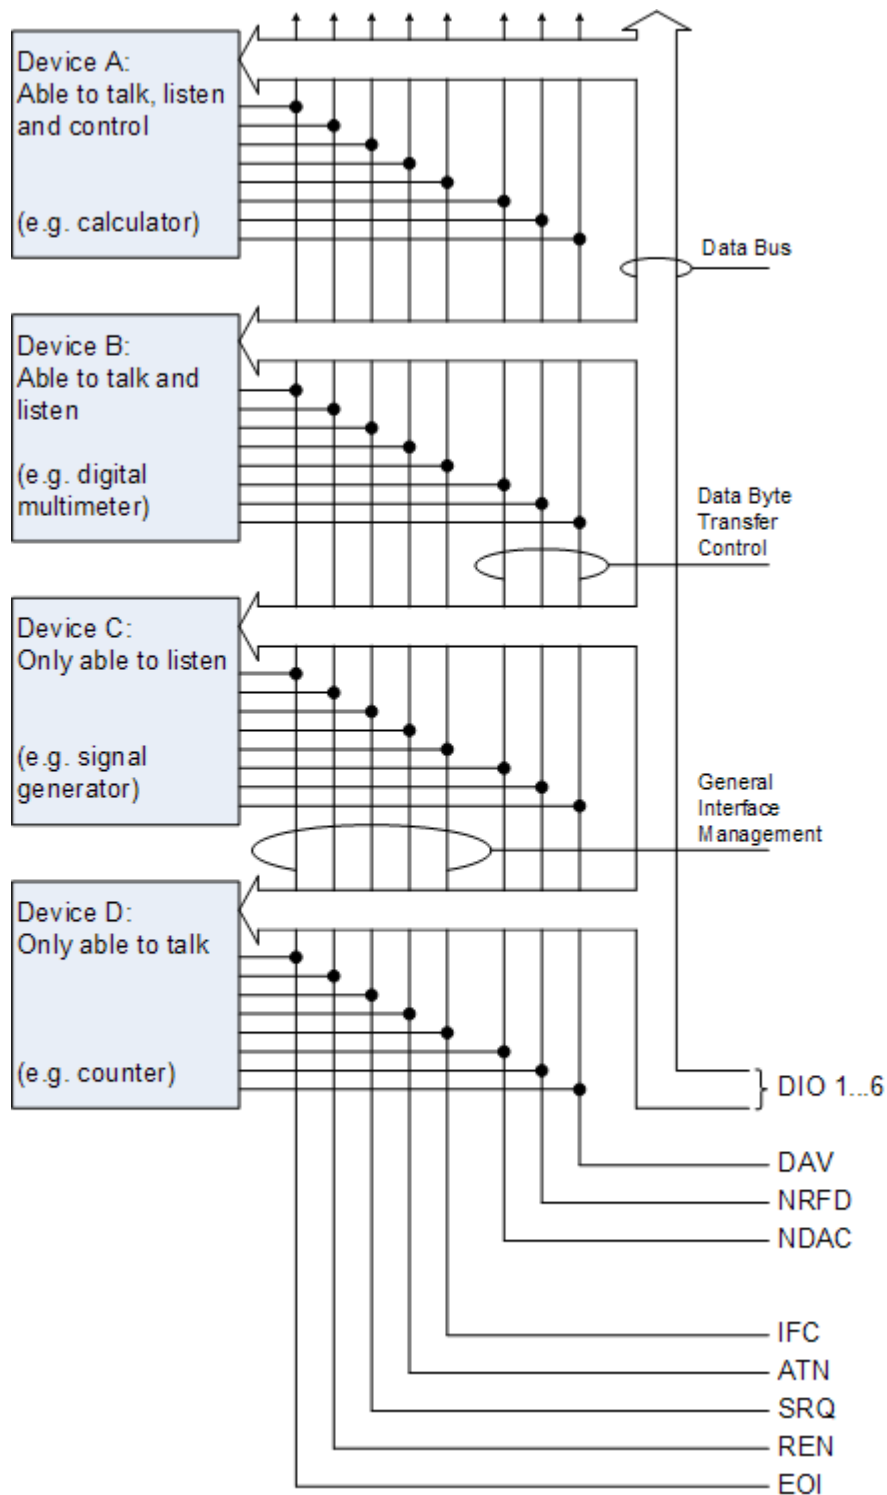 Device A:
Able to talk, listen
and control
(e.g. calculator)
Data Bus
Device B:
Able to talk and
listen
(e.g. digital
multimeter)
Data Byte
Transfer
Control
Device C:
Only able to listen
(e.g. signal
generator)
General
Interface
Management
Device D:
Only able to talk
(e.g. counter)
DIO 1...6
DAV
NRFD
NDAC
IFC
ATN
SRQ
REN
EOI